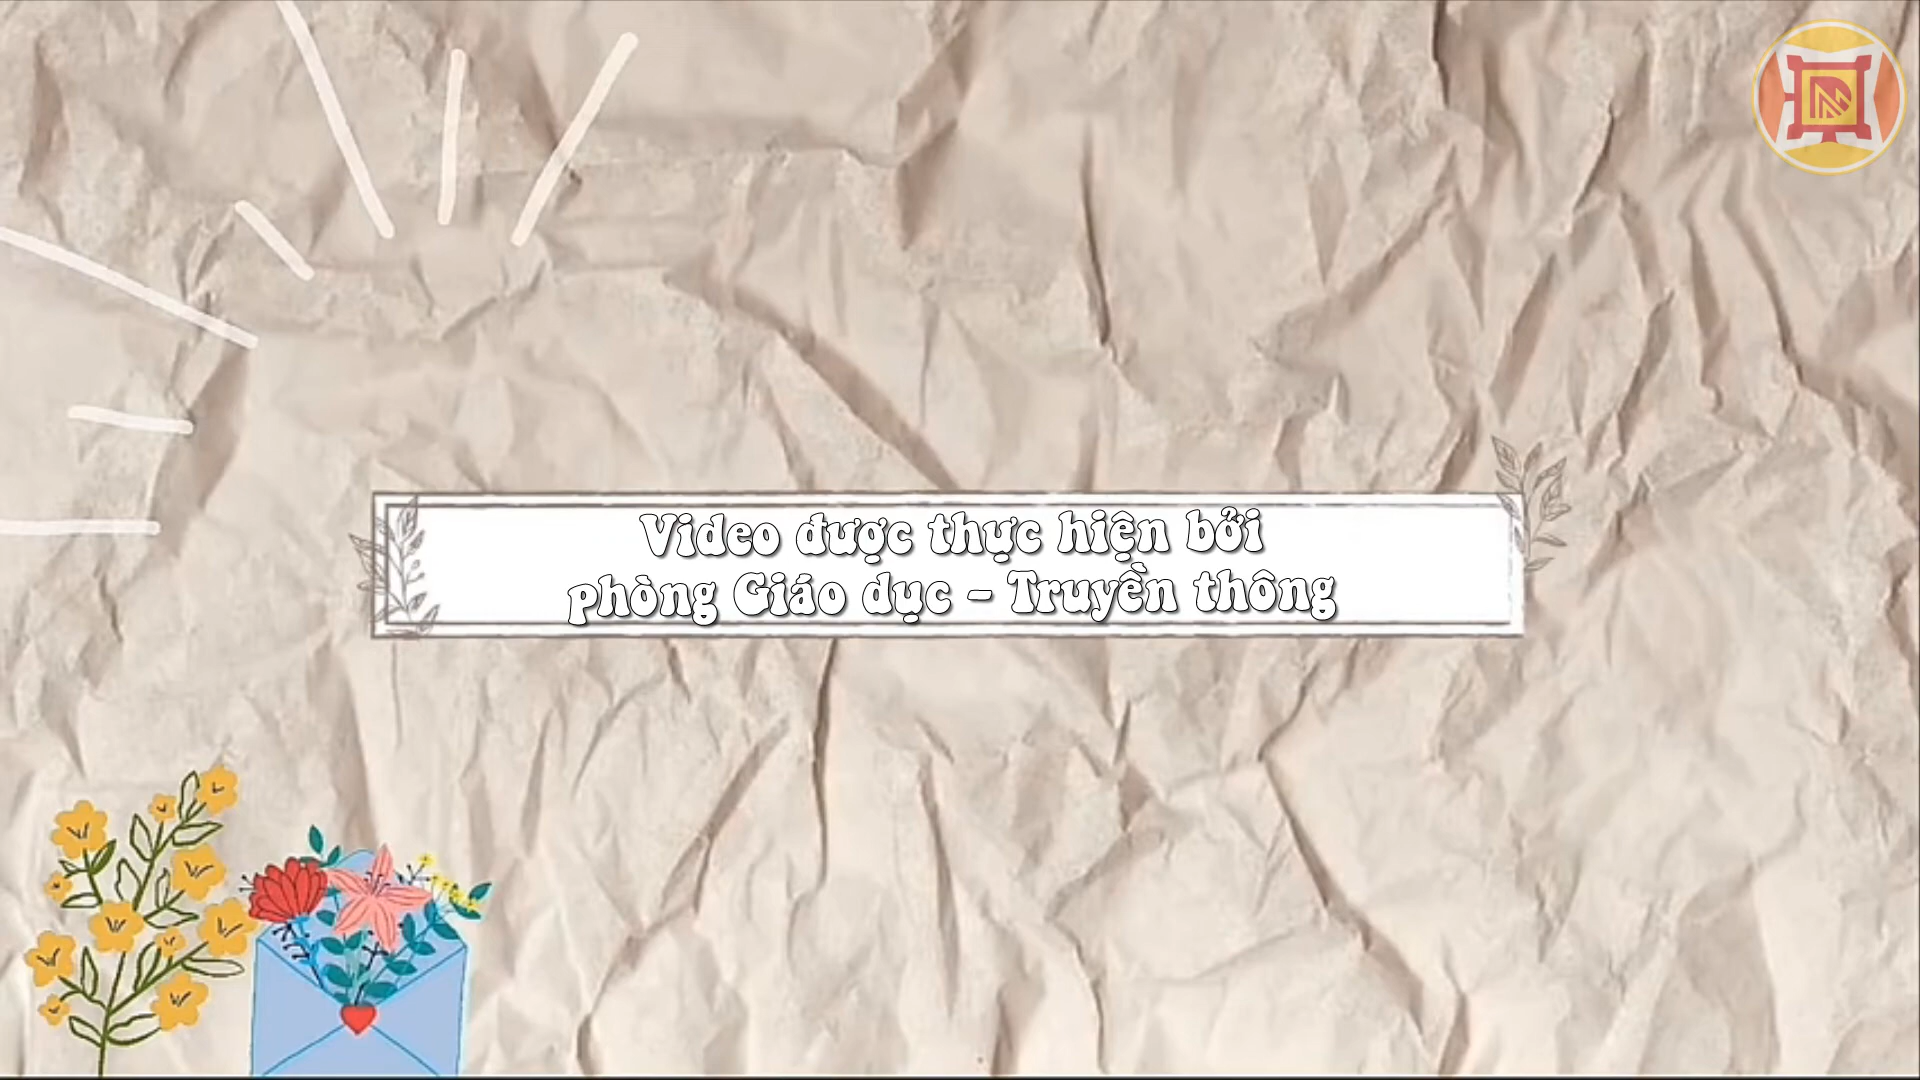 Video được thực hiện bởi
phòng Giáo dục - Truyền thông